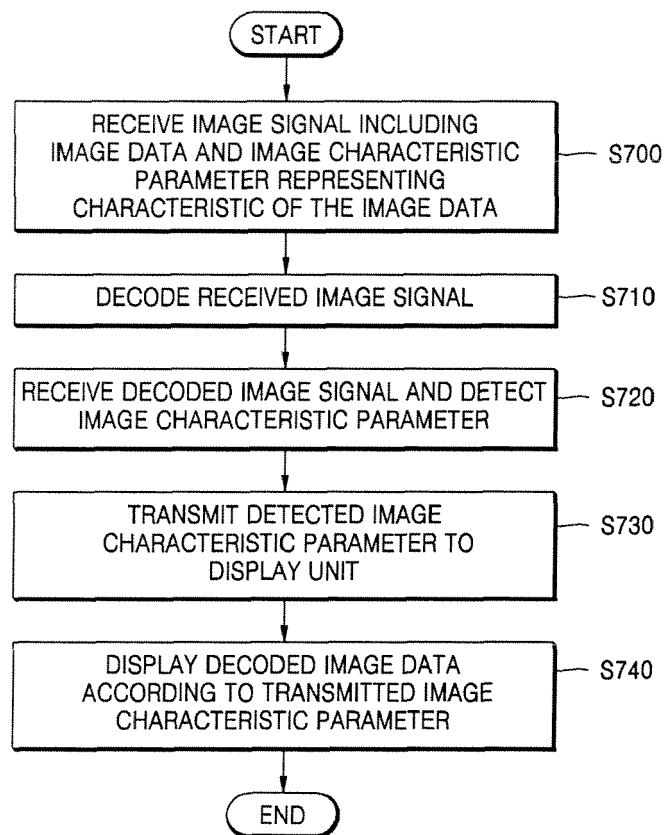 START
RECEIVE IMAGE SIGNAL INCLUDING
IMAGE DATA AND IMAGE CHARACTERISTIC
PARAMETER REPRESENTING
CHARACTERISTIC OF THE IMAGE DATA
S700
DECODE RECEIVED IMAGE SIGNAL
S710
RECEIVE DECODED IMAGE SIGNAL AND DETECT
IMAGE CHARACTERISTIC PARAMETER
S720
TRANSMIT DETECTED IMAGE
CHARACTERISTIC PARAMETER TO
DISPLAY UNIT
S730
DISPLAY DECODED IMAGE DATA
ACCORDING TO TRANSMITTED IMAGE
CHARACTERISTIC PARAMETER
S740
END